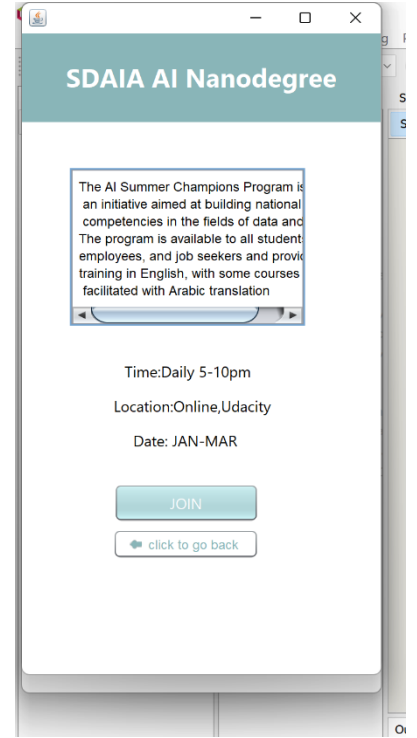 SDAIA AI Nanodegree
The AI Summer Champions Program is
an initiative aimed at building national
competencies in the fields of data and
The program is available to all student
employees, and job seekers and provi
training in English, with some courses
facilitated with Arabic translation
Time:Daily 5-10pm
Location:Online,Udacity
Date: JAN-MAR
JOIN
click to go back